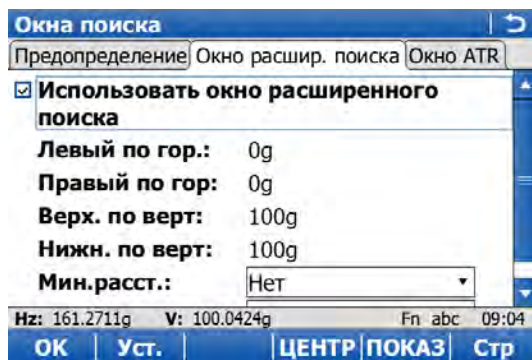 Окна поиска
Предопределение Окно расшир. поиска Окно ATR
Использовать окно расширенного
поиска
Левый по гор.: 0g
Правый по гор: 0g
Верх. по верт: 100g
Нижн. по верт: 100g
Мин.расст.: Нет
Hz: 161.2711g V: 100.0424g Fn abc 09:04
OK Уст. ЦЕНТР ПОКАЗ Стр